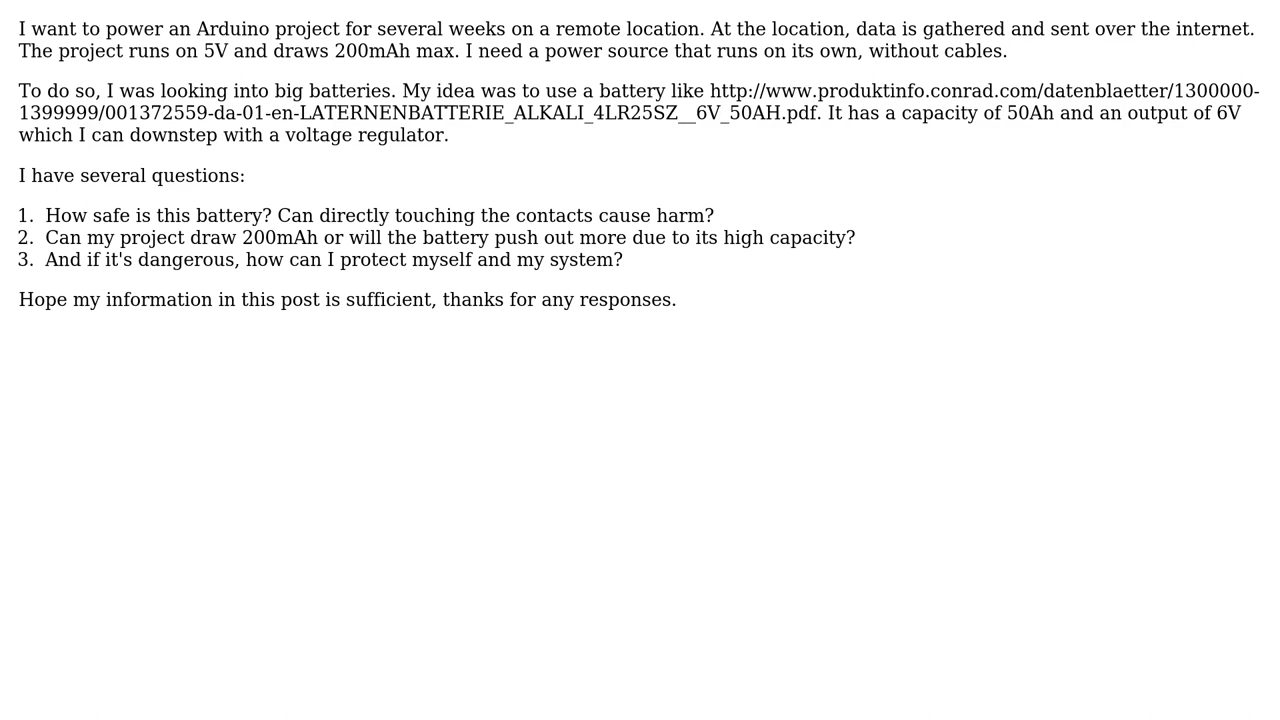 I want to power an Arduino project for several weeks on a remote location. At the location, data is gathered and sent over the internet.
The project runs on 5V and draws 200mAh max. I need a power source that runs on its own, without cables.
To do so, I was looking into big batteries. My idea was to use a battery like http://www.produktinfo.conrad.com/datenblaetter/1300000-
1399999/001372559-da-01-en-LATERNENBATTERIE_ALKALI_4LR25SZ__6V_50AH.pdf. It has a capacity of 50Ah and an output of 6V
which I can downstep with a voltage regulator.
I have several questions:
1. How safe is this battery? Can directly touching the contacts cause harm?
2. Can my project draw 200mAh or will the battery push out more due to its high capacity?
3. And if it's dangerous, how can I protect myself and my system?
Hope my information in this post is sufficient, thanks for any responses.